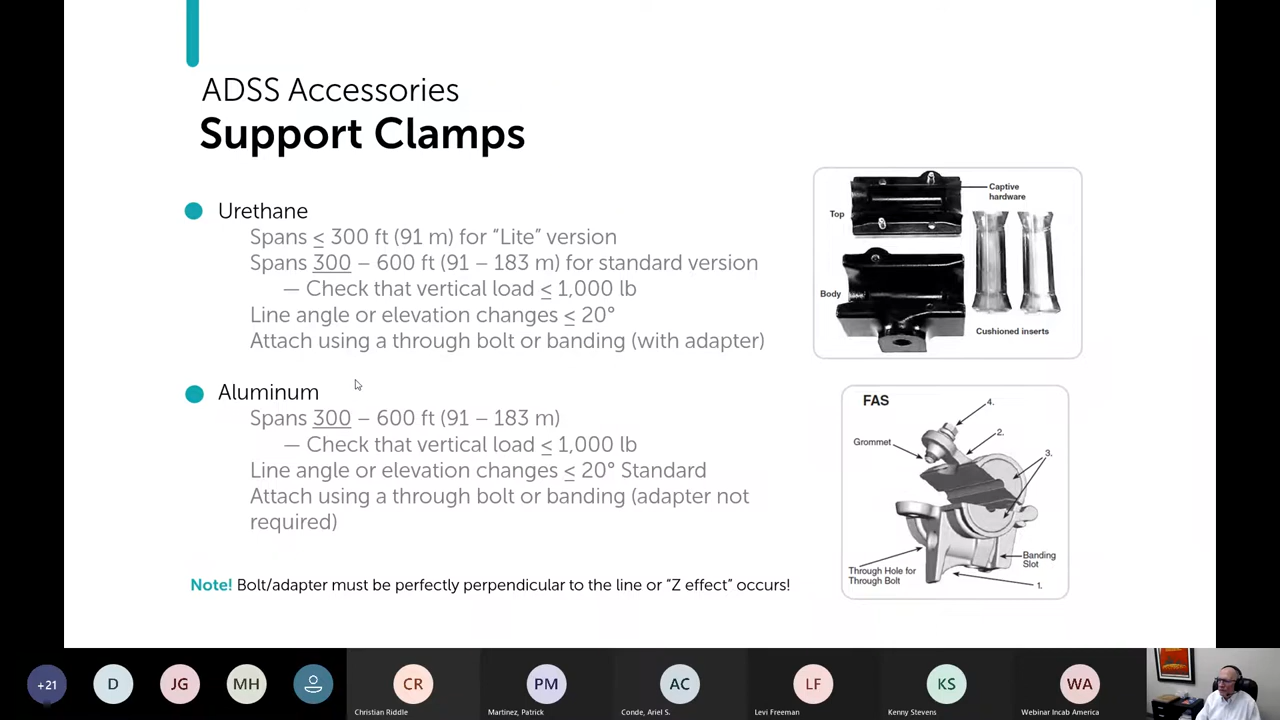 ADSS Accessories
Support Clamps
Urethane
Spans ≤ 300 ft (91 m) for “Lite” version
Spans 300 – 600 ft (91 – 183 m) for standard version
— Check that vertical load ≤ 1,000 lb
Line angle or elevation changes ≤ 20°
Attach using a through bolt or banding (with adapter)
Aluminum
Spans 300 – 600 ft (91 – 183 m)
— Check that vertical load ≤ 1,000 lb
Line angle or elevation changes ≤ 20° Standard
Attach using a through bolt or banding (adapter not
required)
Note! Bolt/adapter must be perfectly perpendicular to the line or “Z effect” occurs!
Captive
hardware
Top
Body
Cushioned inserts
FAS
4.
2.
Grommet
3.
Banding
Slot
Through Hole for
Through Bolt
1.
+21
D
JG
MH
CR
Christian Riddle
PM
Martinez, Patrick
AC
Conde, Ariel S.
LF
Levi Freeman
KS
Kenny Stevens
WA
Webinar Incab America